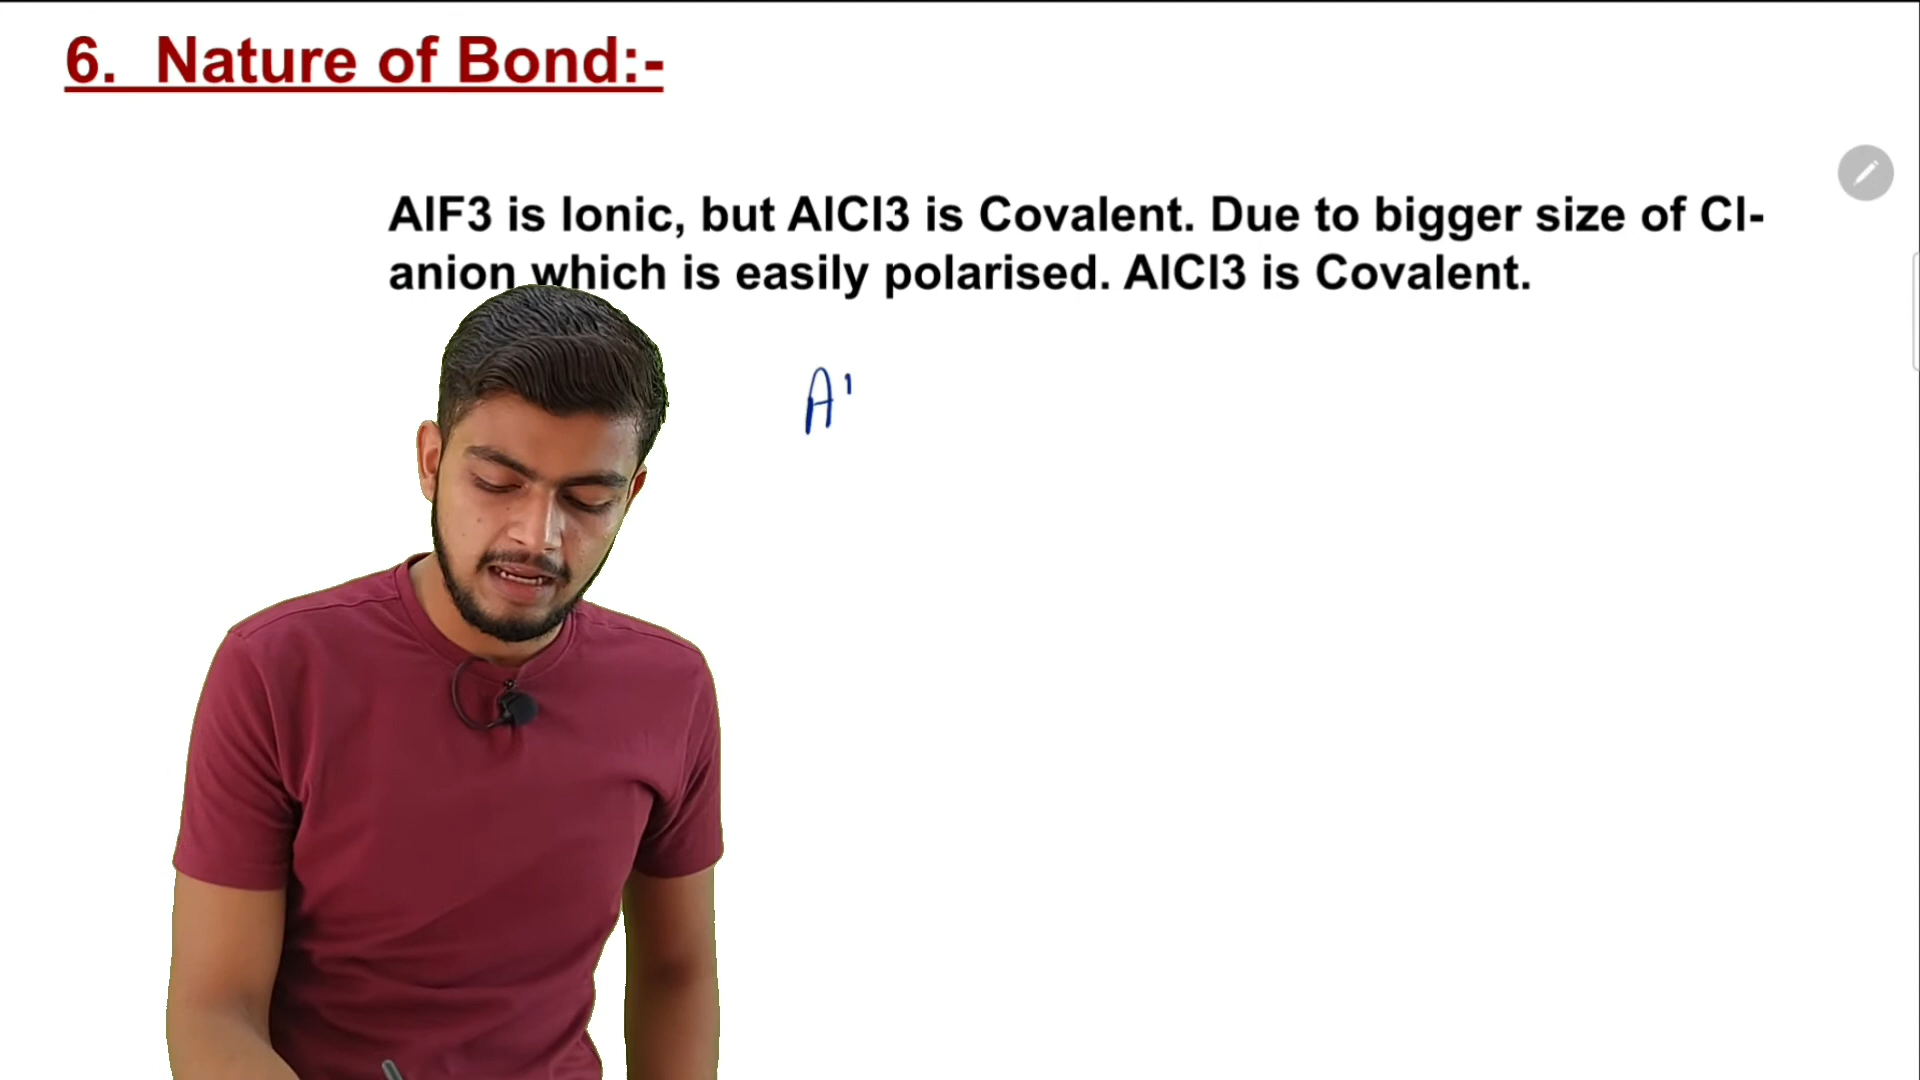 6. Nature of Bond:-
AlF3 is Ionic, but AlCl3 is Covalent. Due to bigger size of Cl-
anion which is easily polarised. AlCl3 is Covalent.
A'